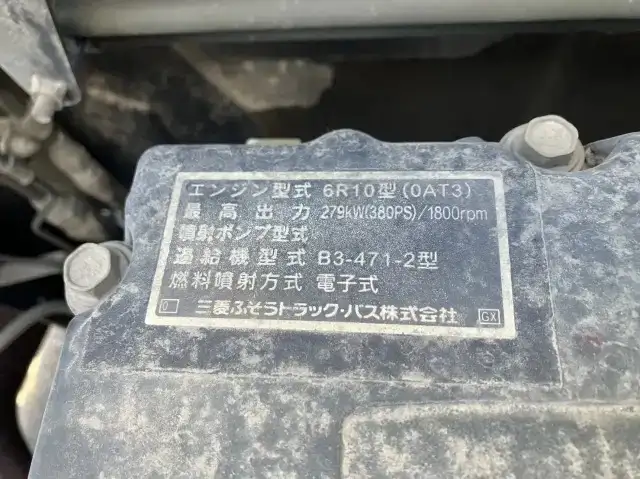 エンジン型式 6R10型(0AT3)
最高出力 279kW(380PS)/1800rpm
噴射ポンプ型式
過給機型式 B3-471-2型
燃料噴射方式 電子式
0 三菱ふそうトラック・バス株式会社 GX